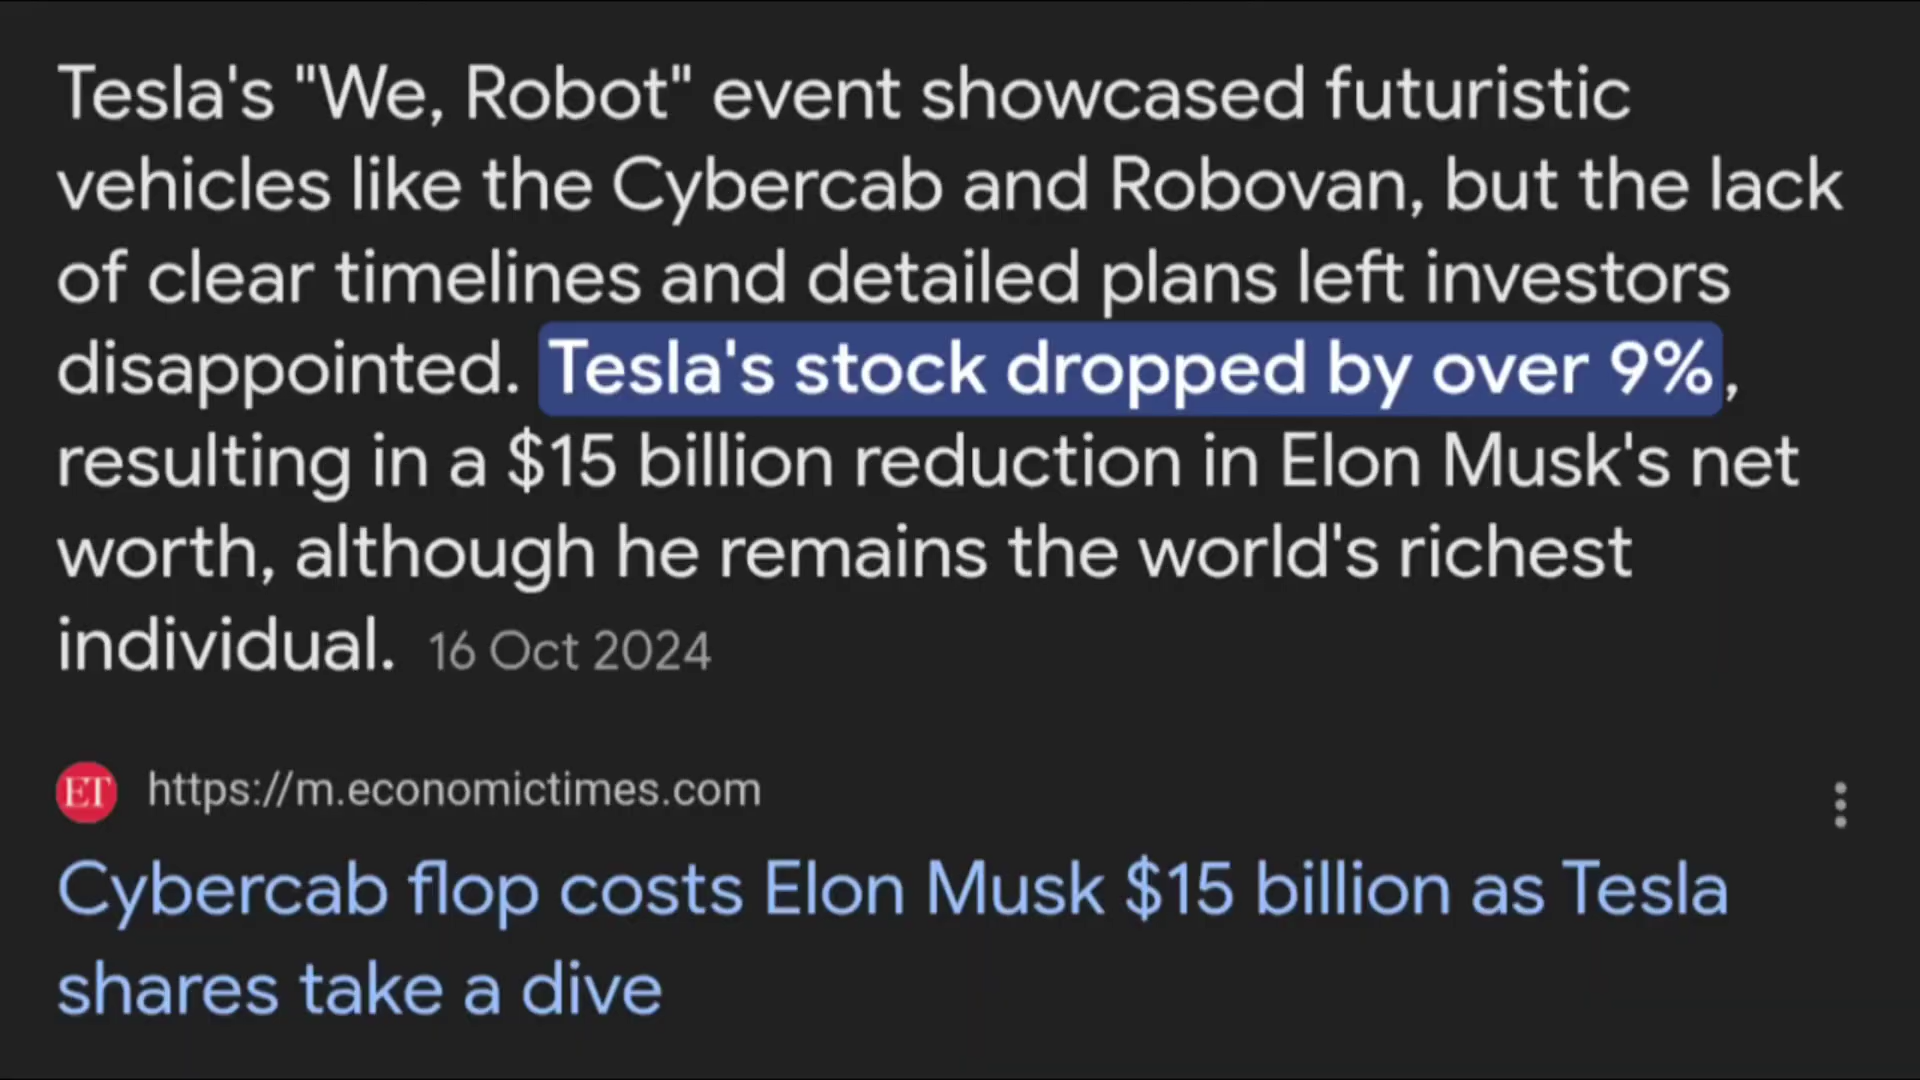 Tesla's "We, Robot" event showcased futuristic
vehicles like the Cybercab and Robovan, but the lack
of clear timelines and detailed plans left investors
disappointed. Tesla's stock dropped by over 9%,
resulting in a $15 billion reduction in Elon Musk's net
worth, although he remains the world's richest
individual. 16 Oct 2024
ET https://m.economictimes.com
Cybercab flop costs Elon Musk $15 billion as Tesla
shares take a dive